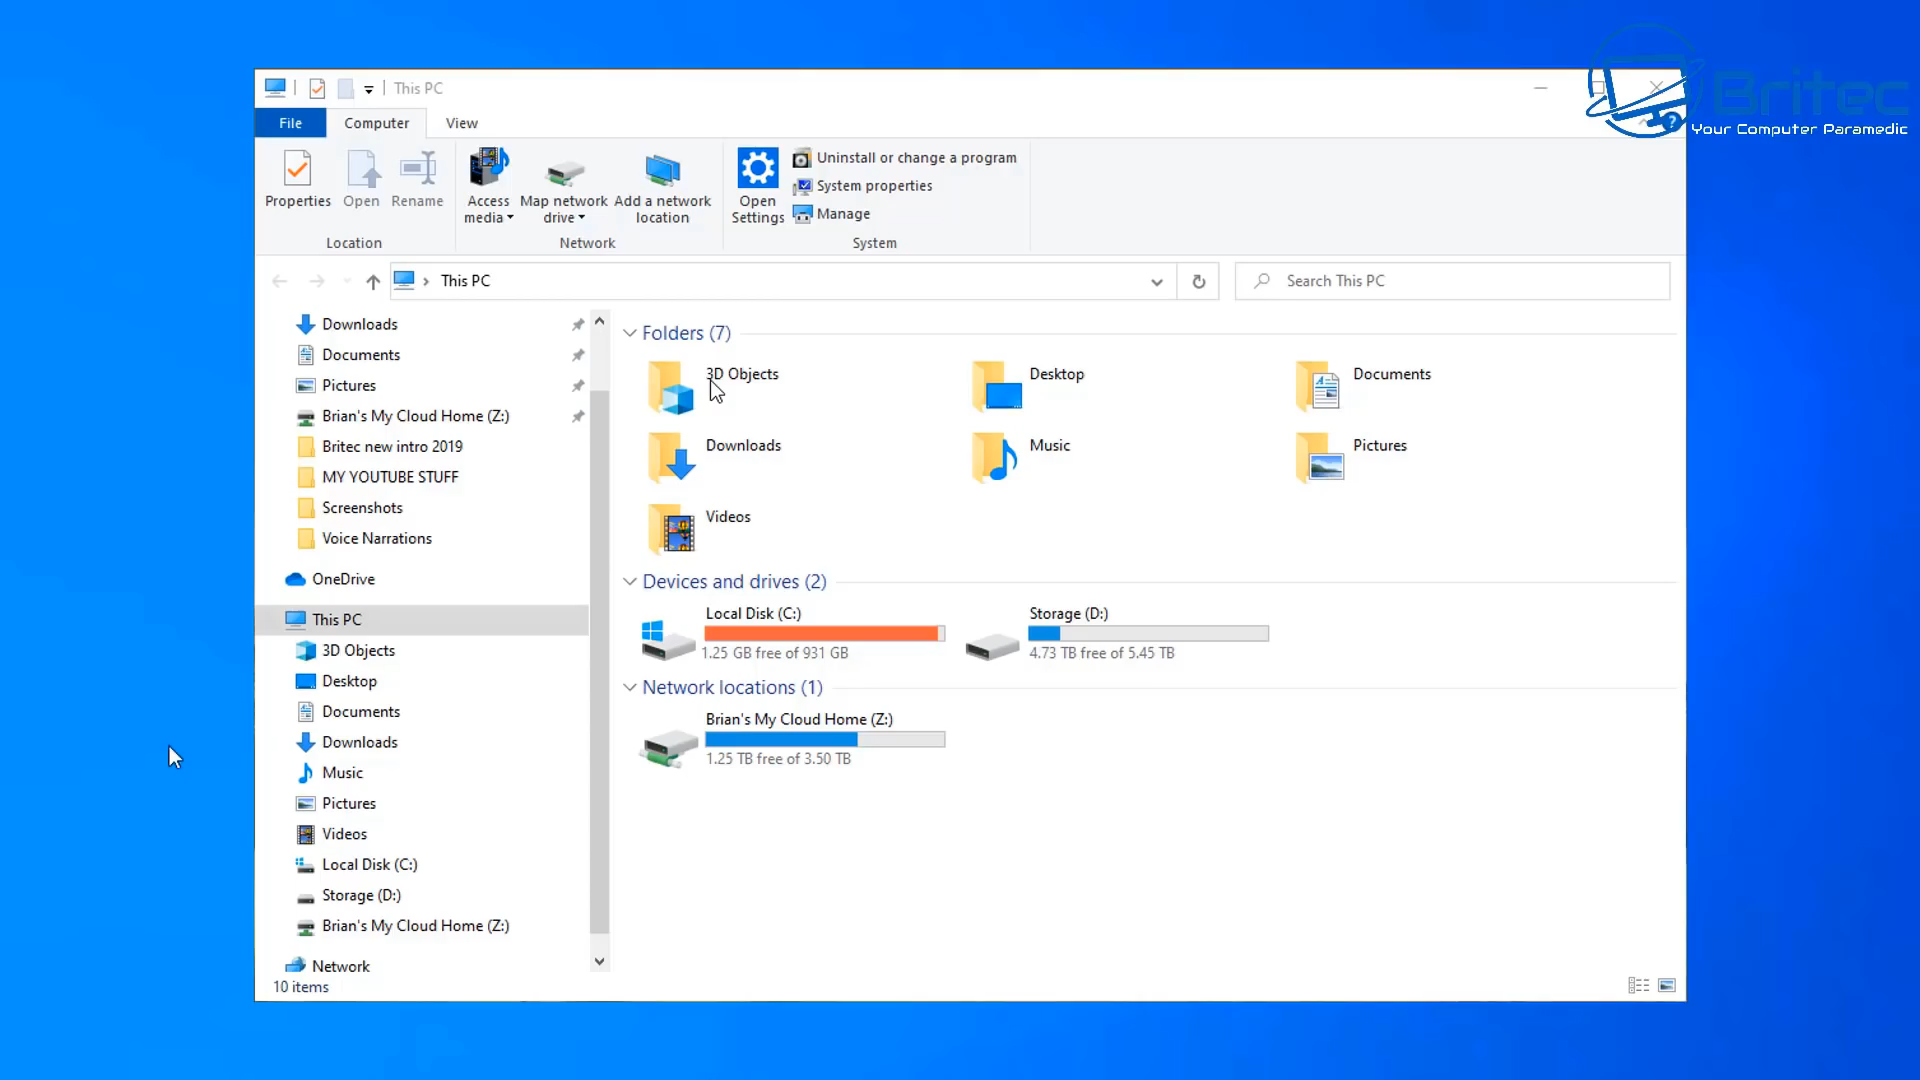 This PC
Britec
Your Computer Paramedic
File
Computer
View
Properties
Open
Rename
Access media
Map network drive
Add a network location
Open Settings
Uninstall or change a program
System properties
Manage
Location
Network
System
This PC
Search This PC
Downloads
Documents
Pictures
Brian's My Cloud Home (Z:)
Britec new intro 2019
MY YOUTUBE STUFF
Screenshots
Voice Narrations
OneDrive
This PC
3D Objects
Desktop
Documents
Downloads
Music
Pictures
Videos
Local Disk (C:)
Storage (D:)
Brian's My Cloud Home (Z:)
Network
10 items
Folders (7)
3D Objects
Desktop
Documents
Downloads
Music
Pictures
Videos
Devices and drives (2)
Local Disk (C:)
1.25 GB free of 931 GB
Storage (D:)
4.73 TB free of 5.45 TB
Network locations (1)
Brian's My Cloud Home (Z:)
1.25 TB free of 3.50 TB